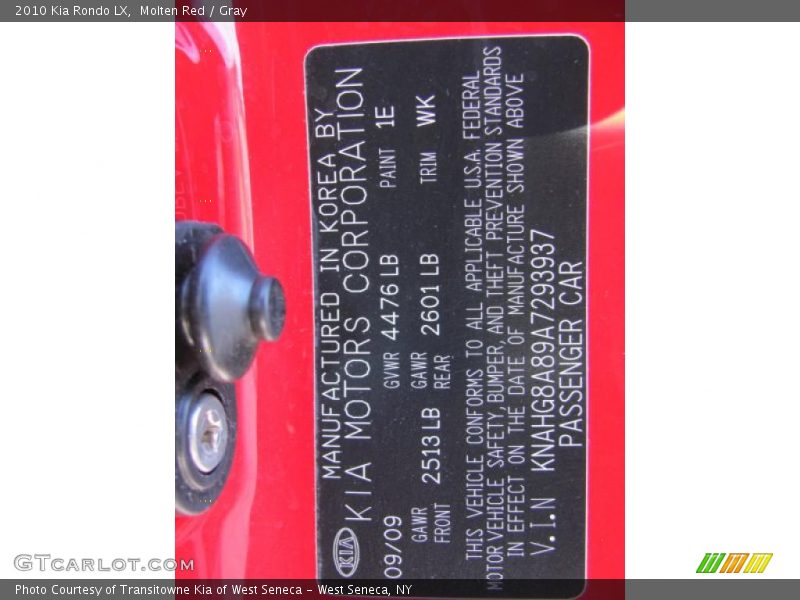 2010 Kia Rondo LX, Molten Red / Gray
MANUFACTURED IN KOREA BY
KIA KIA MOTORS CORPORATION
09/09 GVWR 4476 LB PAINT 1E
GAWR FRONT 2513 LB GAWR REAR 2601 LB TRIM WK
THIS VEHICLE CONFORMS TO ALL APPLICABLE U.S.A. FEDERAL
MOTOR VEHICLE SAFETY, BUMPER, AND THEFT PREVENTION STANDARDS
IN EFFECT ON THE DATE OF MANUFACTURE SHOWN ABOVE
V.I.N KNAHG8A89A7293937
PASSENGER CAR
GTCARLOT.COM
Photo Courtesy of Transitowne Kia of West Seneca - West Seneca, NY